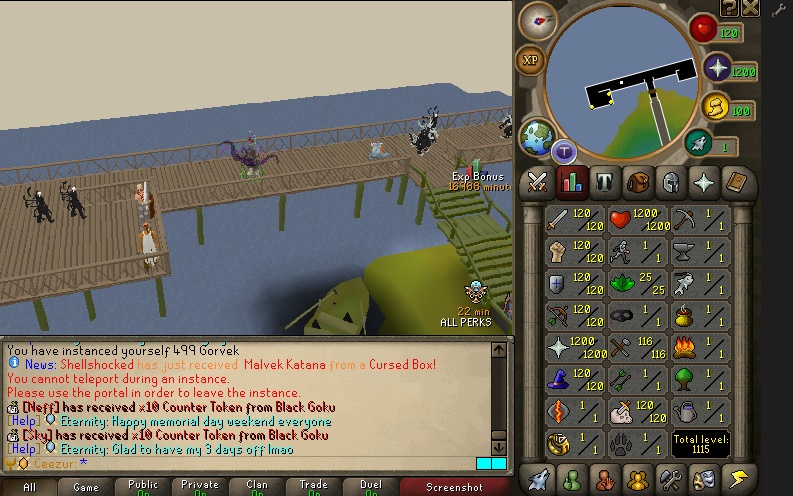 120
XP
1200
100
T
1
Exp Bonus
16988 minut
22 min
ALL PERKS
120/120 1200/1200 1/1
120/120 1/1 1/1
120/120 25/25 1/1
120/120 1/1 1/1
1200/1200 116/116 1/1
120/120 1/1 1/1
1/1 120/120 1/1
1/1 1/1 Total level: 1115
You have instanced yourself 499 Gorvek
News: Shellshocked has just received Malvek Katana from a Cursed Box!
You cannot teleport during an instance.
Please use the portal in order to leave the instance.
[Neff] has received x10 Counter Token from Black Goku
[Help] Eternity: Happy memorial day weekend everyone
[Sky] has received x10 Counter Token from Black Goku
[Help] Eternity: Glad to have my 3 days off lmao
Ceezur: *
All Game Public On Private On Clan On Trade On Duel On Screenshot